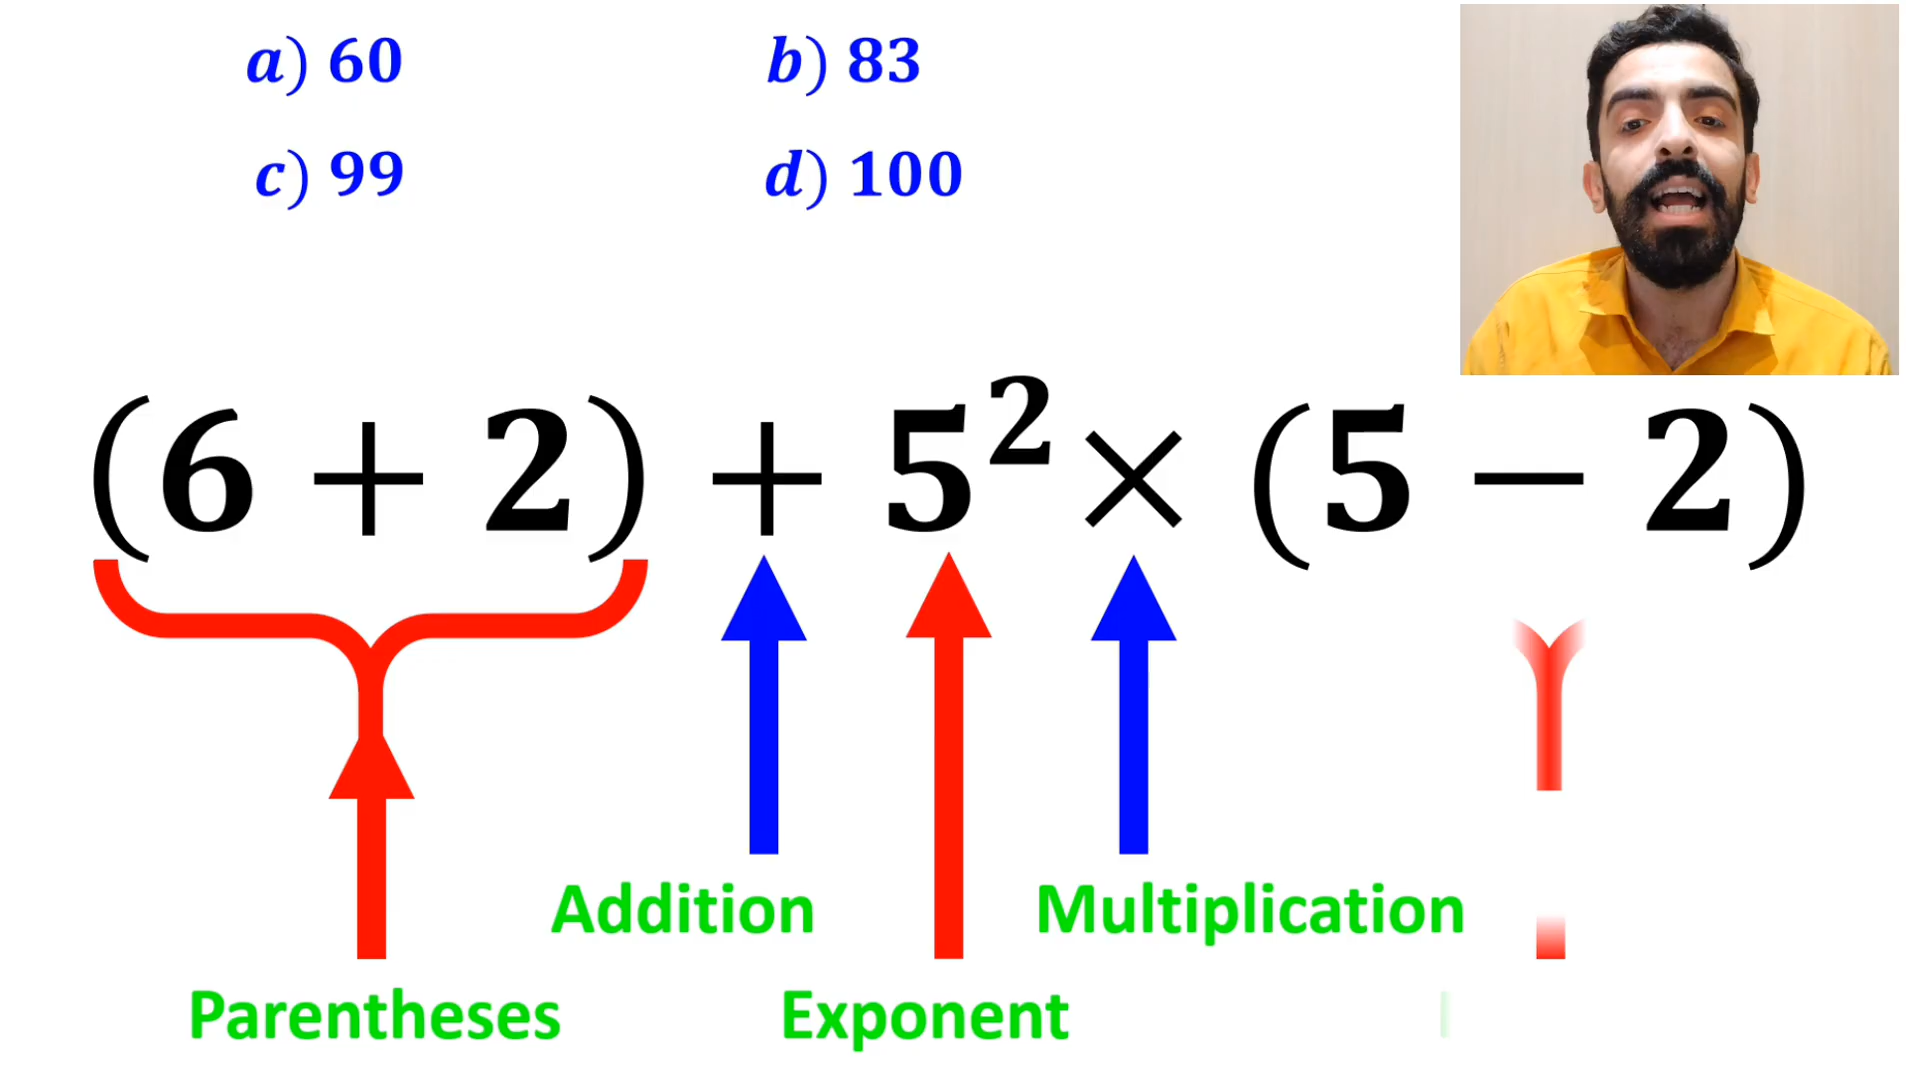 a) 60 b) 83
c) 99 d) 100
(6 + 2) + 5² × (5 − 2)
Addition Multiplication
Parentheses Exponent